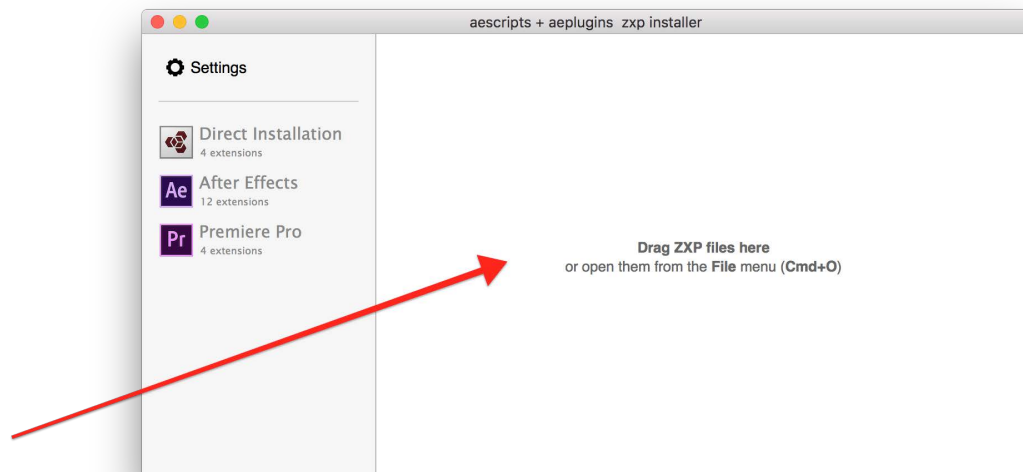 aescripts + aeplugins zxp installer
Settings
Direct Installation
4 extensions
Ae
After Effects
12 extensions
Pr
Premiere Pro
4 extensions
Drag ZXP files here
or open them from the File menu (Cmd+O)